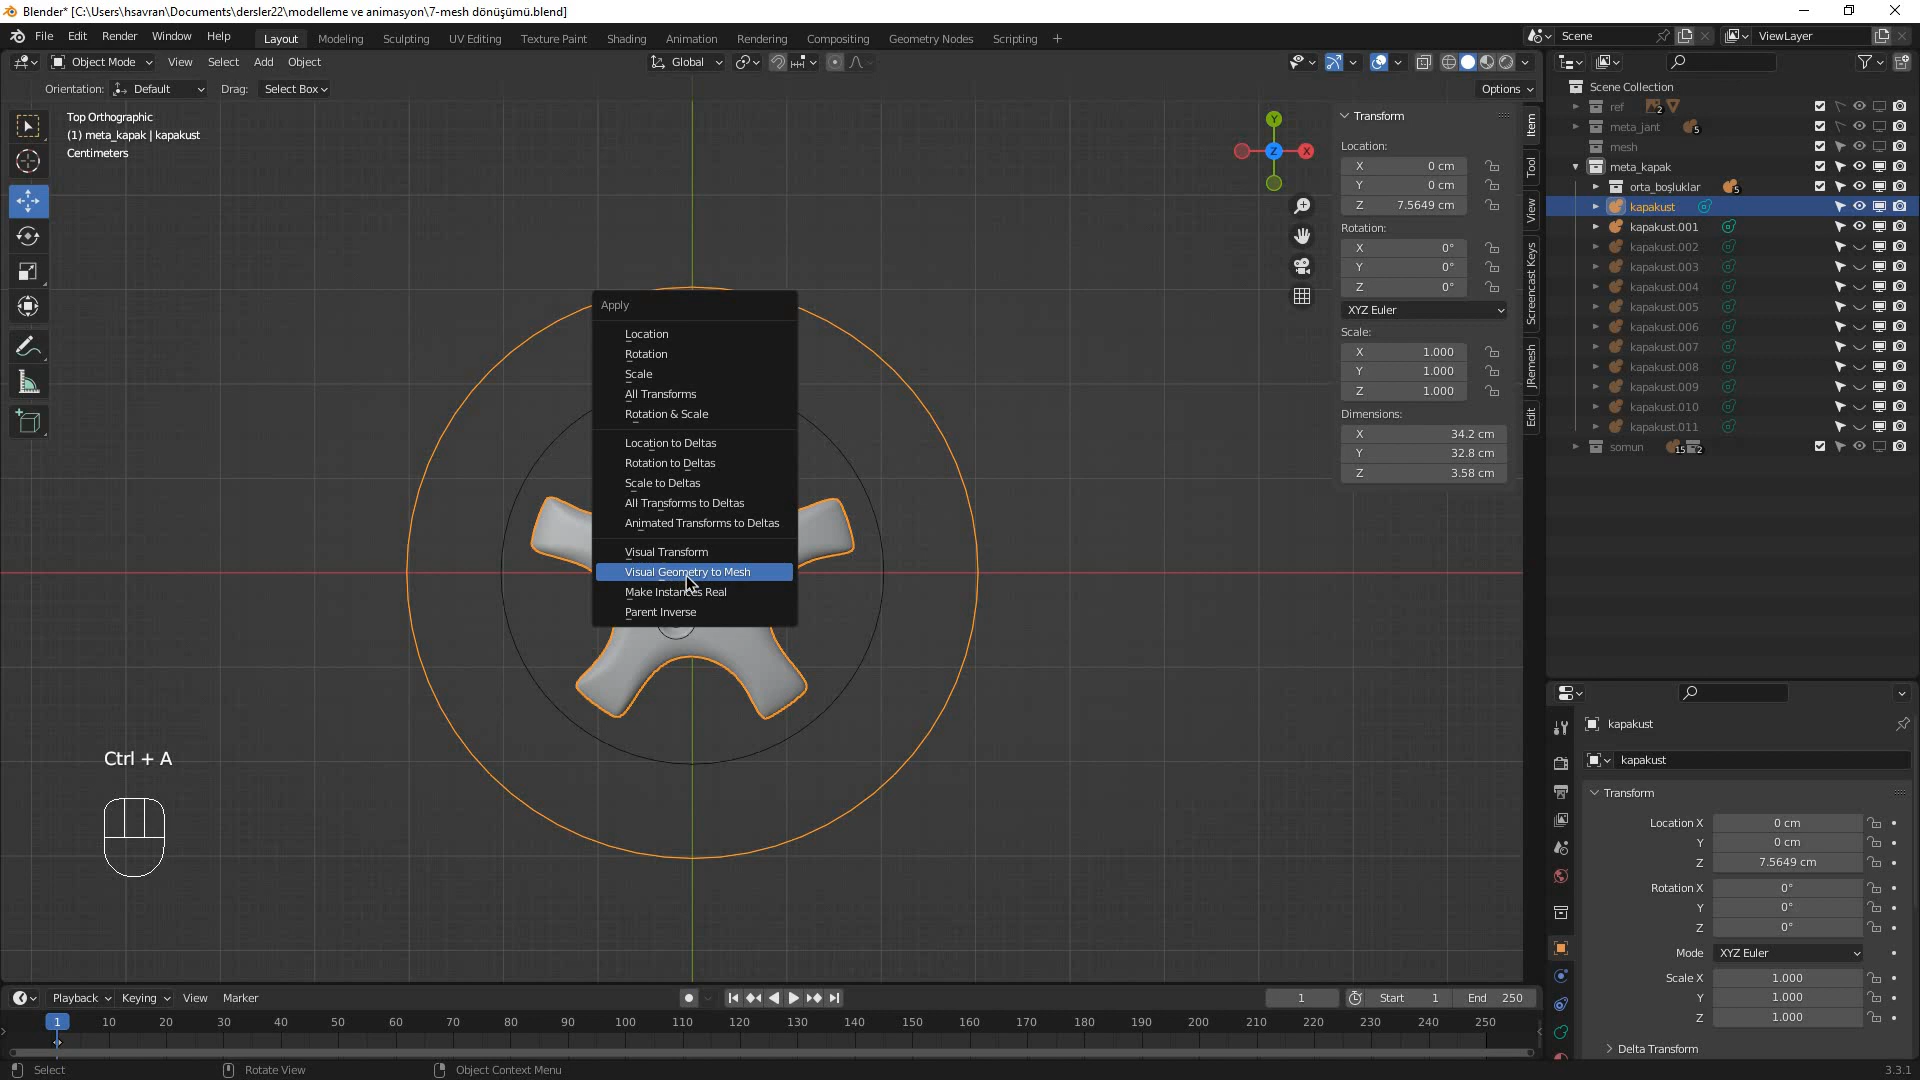 Blender* [C:\Users\hsavran\Documents\dersler22\modelleme ve animasyon\7-mesh dönüşümü.blend]
File Edit Render Window Help Layout Modeling Sculpting UV Editing Texture Paint Shading Animation Rendering Compositing Geometry Nodes Scripting + Scene ViewLayer
Object Mode View Select Add Object Global
Orientation: Default Drag: Select Box Options
Top Orthographic
(1) meta_kapak | kapakust
Centimeters
Y
Z
X
Apply
Location
Rotation
Scale
All Transforms
Rotation & Scale
Location to Deltas
Rotation to Deltas
Scale to Deltas
All Transforms to Deltas
Animated Transforms to Deltas
Visual Transform
Visual Geometry to Mesh
Make Instances Real
Parent Inverse
Ctrl + A
Transform
Location:
X 0 cm
Y 0 cm
Z 7.5649 cm
Rotation:
X 0°
Y 0°
Z 0°
XYZ Euler
Scale:
X 1.000
Y 1.000
Z 1.000
Dimensions:
X 34.2 cm
Y 32.8 cm
Z 3.58 cm
Item
Tool
View
Screencast Keys
JRemesh
Edit
Scene Collection
ref 2
meta_jant 5
mesh
meta_kapak
orta_boşluklar 5
kapakust
kapakust.001
kapakust.002
kapakust.003
kapakust.004
kapakust.005
kapakust.006
kapakust.007
kapakust.008
kapakust.009
kapakust.010
kapakust.011
somun 15 2
kapakust
kapakust
Transform
Location X 0 cm
Y 0 cm
Z 7.5649 cm
Rotation X 0°
Y 0°
Z 0°
Mode XYZ Euler
Scale X 1.000
Y 1.000
Z 1.000
Delta Transform
Playback Keying View Marker 1 Start 1 End 250
1 10 20 30 40 50 60 70 80 90 100 110 120 130 140 150 160 170 180 190 200 210 220 230 240 250
Select Rotate View Object Context Menu 3.3.1